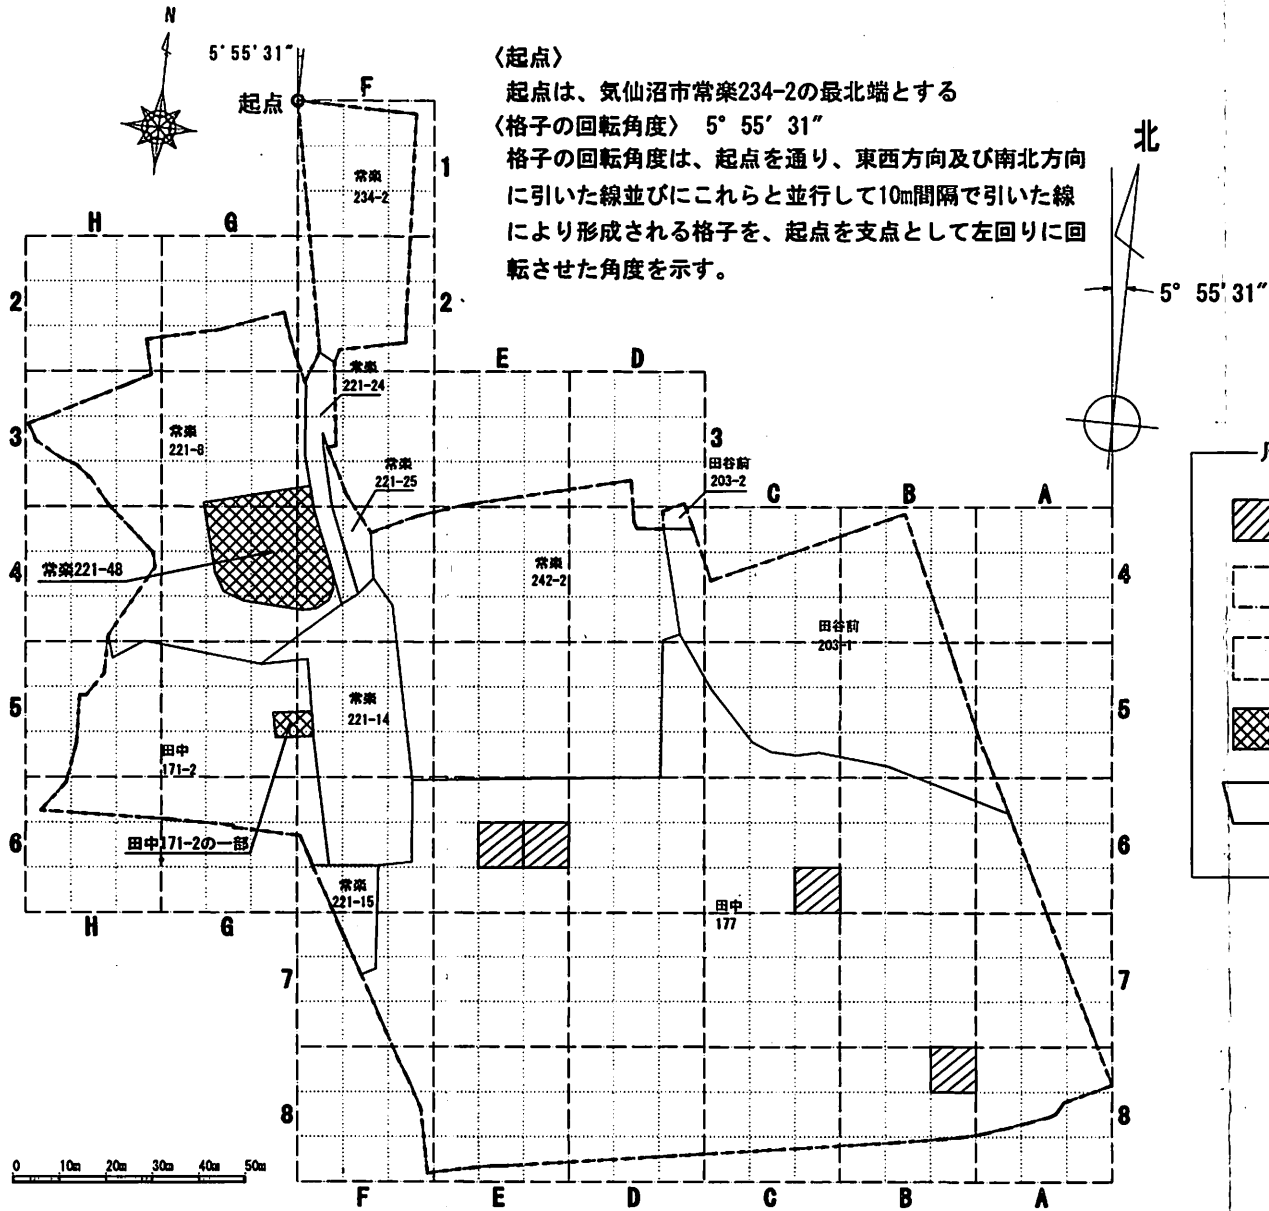 N
5°55'31"
起点
F
〈起点〉
起点は、気仙沼市常楽234-2の最北端とする
〈格子の回転角度〉 5° 55′ 31″
格子の回転角度は、起点を通り、東西方向及び南北方向
に引いた線並びにこれらと並行して10m間隔で引いた線
により形成される格子を、起点を支点として左回りに回
転させた角度を示す。
北
5° 55′31″
1
常楽
234-2
H
G
2
2
E
D
常楽
221-24
3
常楽
221-8
常楽
221-25
3
田谷前
203-2
C
B
A
4
常楽221-48
常楽
242-2
4
田谷前
203-1
5
常楽
221-14
5
田中
171-2
6
田中171-2の一部
6
常楽
221-15
田中
177
H
G
7
7
8
8
0 10m 20m 30m 40m 50m
F
E
D
C
B
A